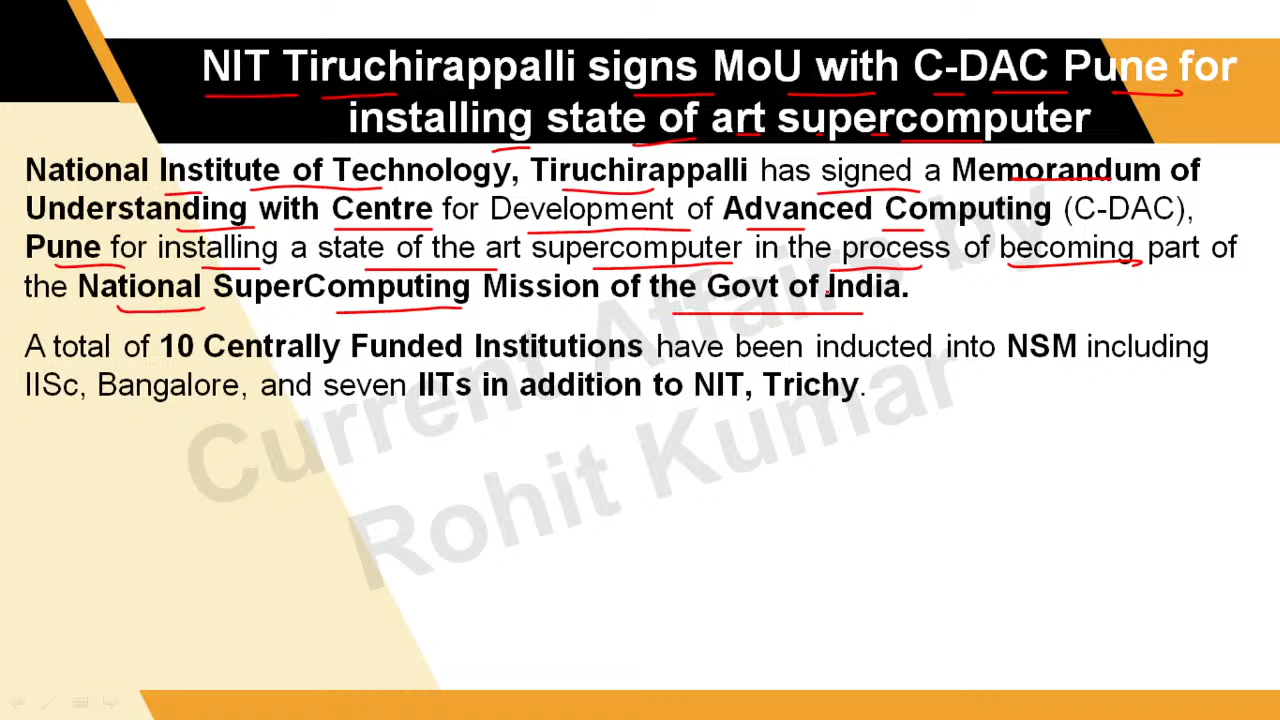 NIT Tiruchirappalli signs MoU with C-DAC Pune for
installing state of art supercomputer
National Institute of Technology, Tiruchirappalli has signed a Memorandum of
Understanding with Centre for Development of Advanced Computing (C-DAC),
Pune for installing a state of the art supercomputer in the process of becoming part of
the National SuperComputing Mission of the Govt of India.
A total of 10 Centrally Funded Institutions have been inducted into NSM including
IISc, Bangalore, and seven IITs in addition to NIT, Trichy.
Current Affairs by
Rohit Kumar